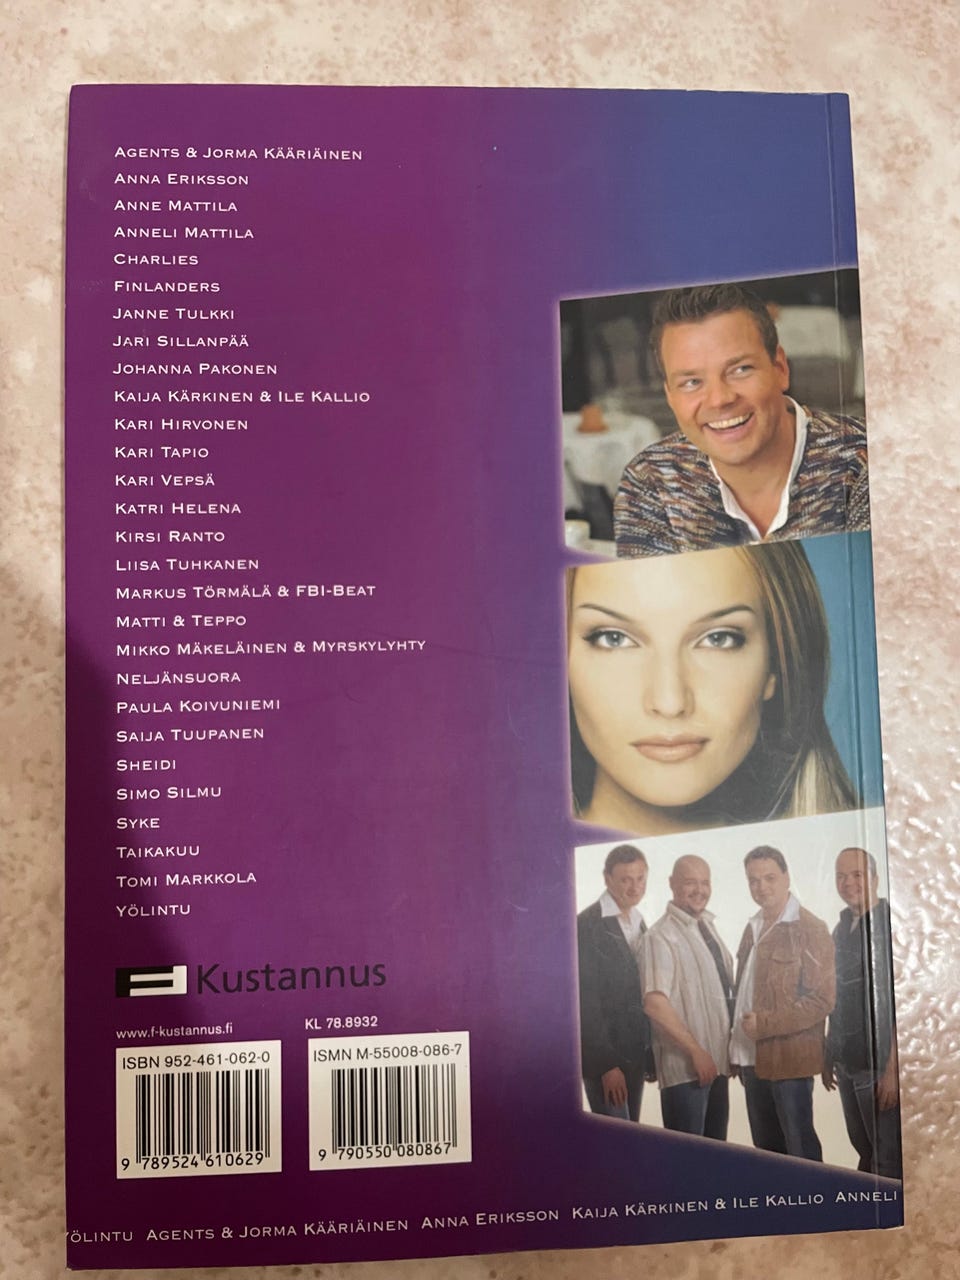 Agents & Jorma Kääriäinen
Anna Eriksson
Anne Mattila
Anneli Mattila
Charlies
Finlanders
Janne Tulkki
Jari Sillanpää
Johanna Pakonen
Kaija Kärkinen & Ile Kallio
Kari Hirvonen
Kari Tapio
Kari Vepsä
Katri Helena
Kirsi Ranto
Liisa Tuhkanen
Markus Törmälä & FBI-Beat
Matti & Teppo
Mikko Mäkeläinen & Myrskylyhty
Neljänsuora
Paula Koivuniemi
Saija Tuupanen
Sheidi
Simo Silmu
Syke
Taikakuu
Tomi Markkola
Yölintu
F Kustannus
www.f-kustannus.fi
KL 78.8932
ISBN 952-461-062-0
9 789524 610629
ISMN M-55008-086-7
9 790550 080867
Yölintu Agents & Jorma Kääriäinen Anna Eriksson Kaija Kärkinen & Ile Kallio Anneli